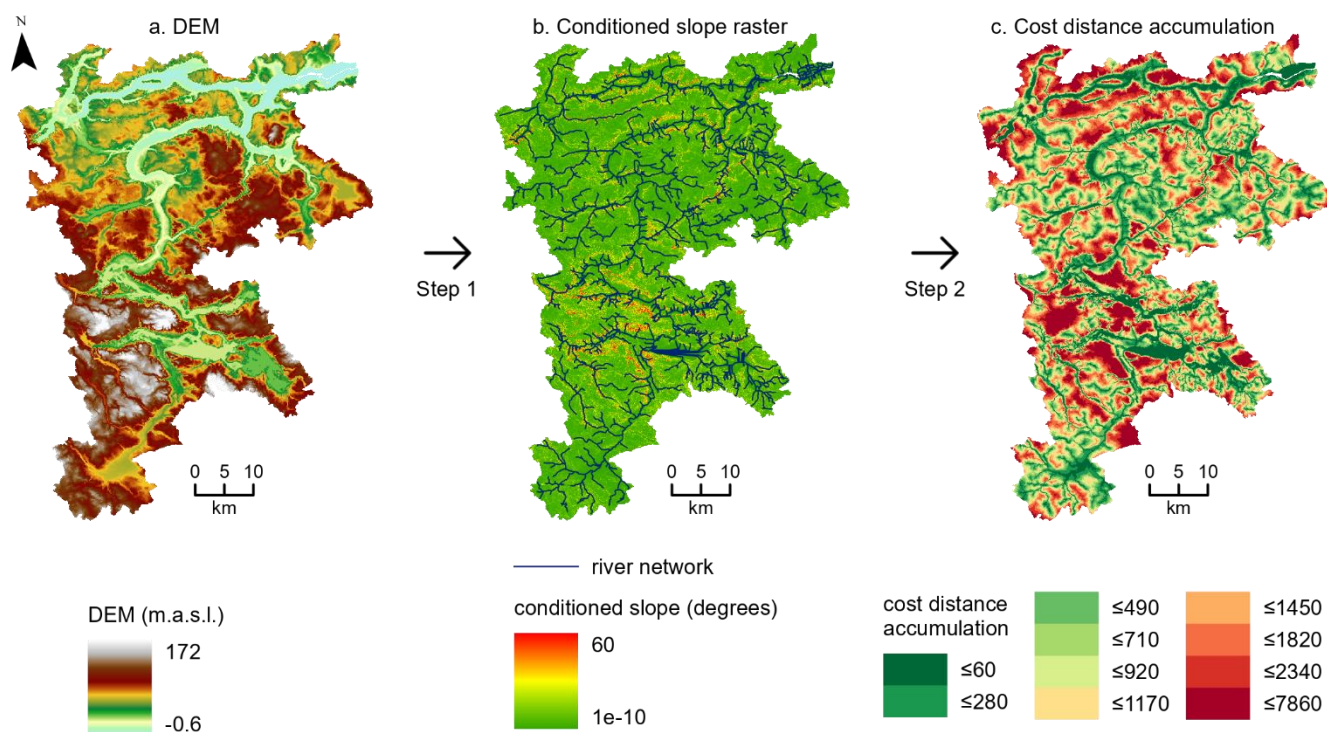 N
a. DEM
b. Conditioned slope raster
c. Cost distance accumulation
Step 1
Step 2
0 5 10
km
0 5 10
km
0 5 10
km
DEM (m.a.s.l.)
172
-0.6
river network
conditioned slope (degrees)
60
1e-10
cost distance
accumulation
≤60
≤280
≤490
≤710
≤920
≤1170
≤1450
≤1820
≤2340
≤7860